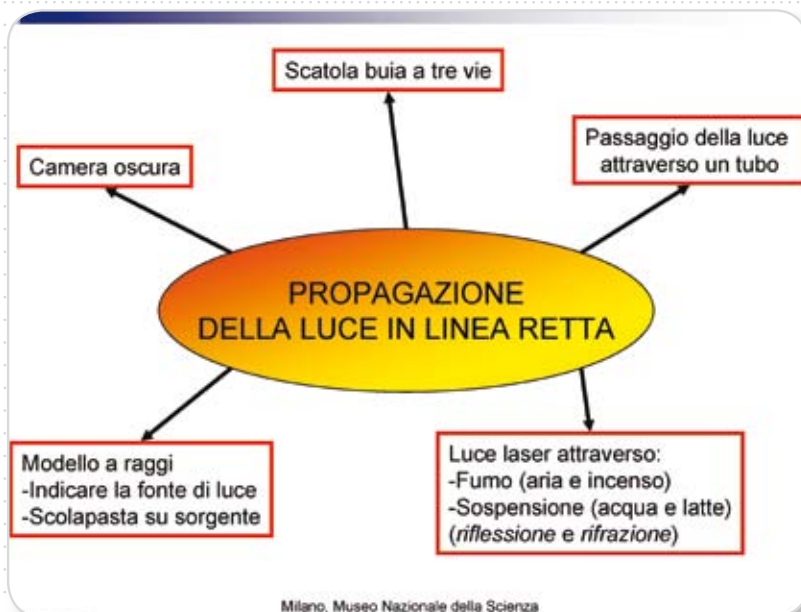 Scatola buia a tre vie
Camera oscura
Passaggio della luce
attraverso un tubo
PROPAGAZIONE
DELLA LUCE IN LINEA RETTA
Modello a raggi
-Indicare la fonte di luce
-Scolapasta su sorgente
Luce laser attraverso:
-Fumo (aria e incenso)
-Sospensione (acqua e latte)
(riflessione e rifrazione)
Milano, Museo Nazionale della Scienza